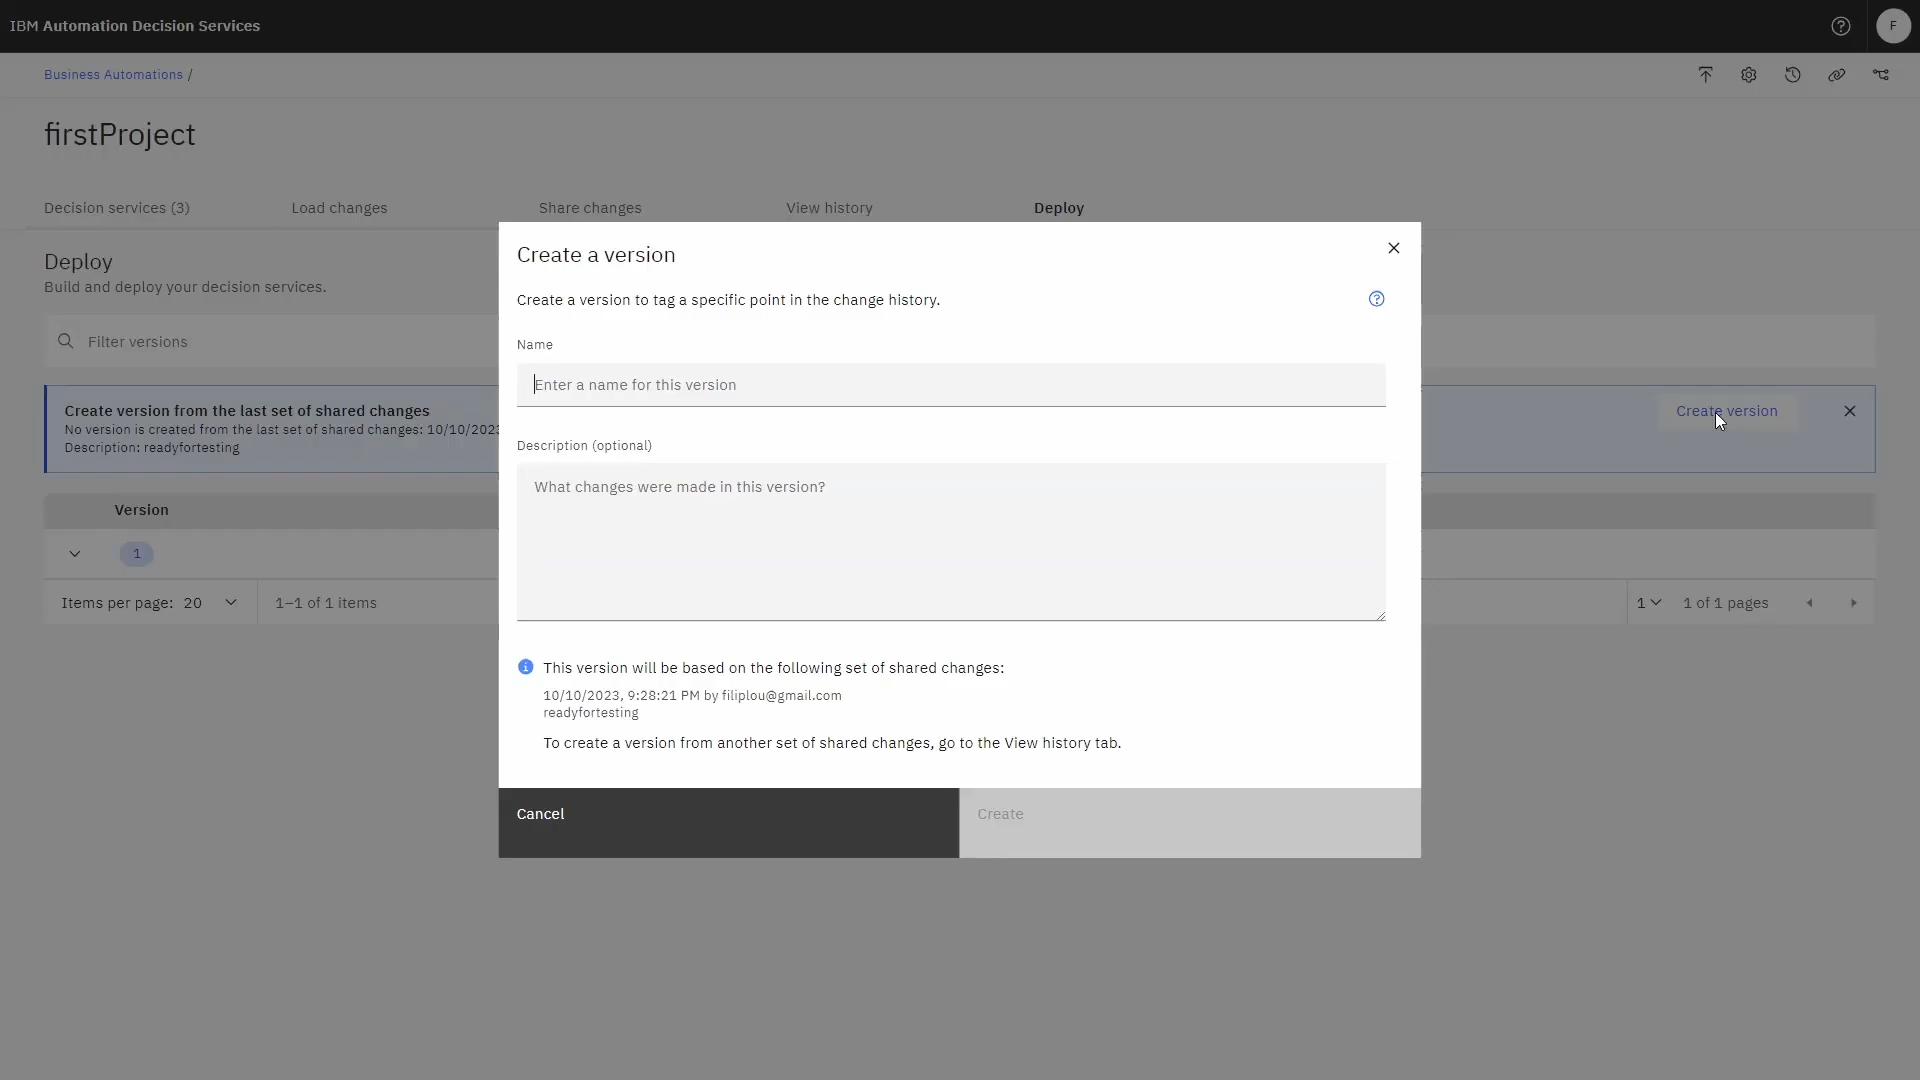 IBM Automation Decision Services
F
Business Automations /
firstProject
Decision services (3)
Load changes
Share changes
View history
Deploy
Deploy
Build and deploy your decision services.
Filter versions
Create version from the last set of shared changes
No version is created from the last set of shared changes: 10/10/2023
Description: readyfortesting
Create version
Version
1
Items per page: 20
1–1 of 1 items
1
1 of 1 pages
Create a version
Create a version to tag a specific point in the change history.
Name
Enter a name for this version
Description (optional)
What changes were made in this version?
This version will be based on the following set of shared changes:
10/10/2023, 9:28:21 PM by filiplou@gmail.com
readyfortesting
To create a version from another set of shared changes, go to the View history tab.
Cancel
Create